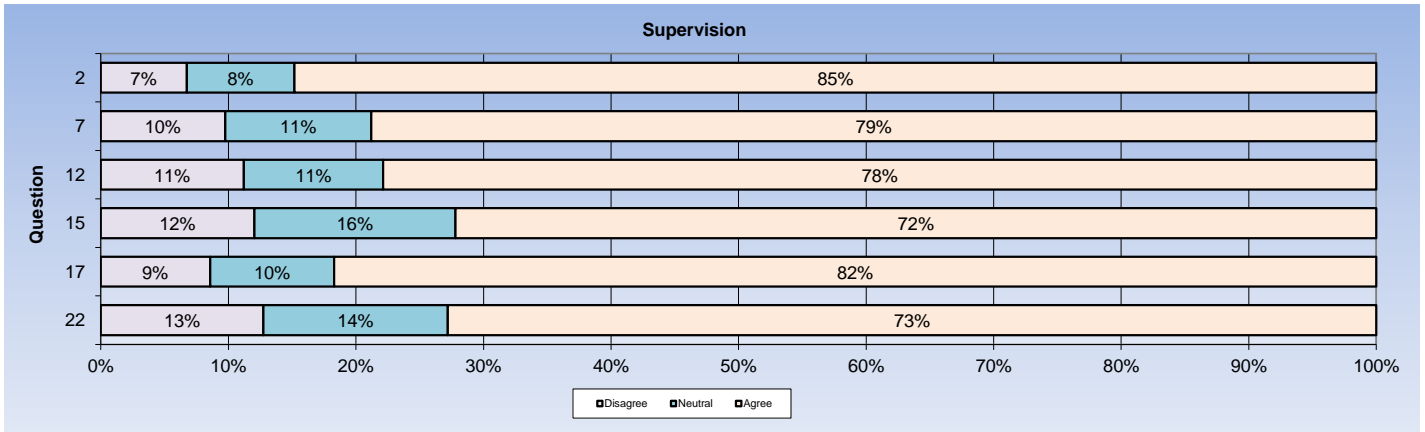 Supervision
Question
2 7% 8% 85%
7 10% 11% 79%
12 11% 11% 78%
15 12% 16% 72%
17 9% 10% 82%
22 13% 14% 73%
0% 10% 20% 30% 40% 50% 60% 70% 80% 90% 100%
Disagree Neutral Agree